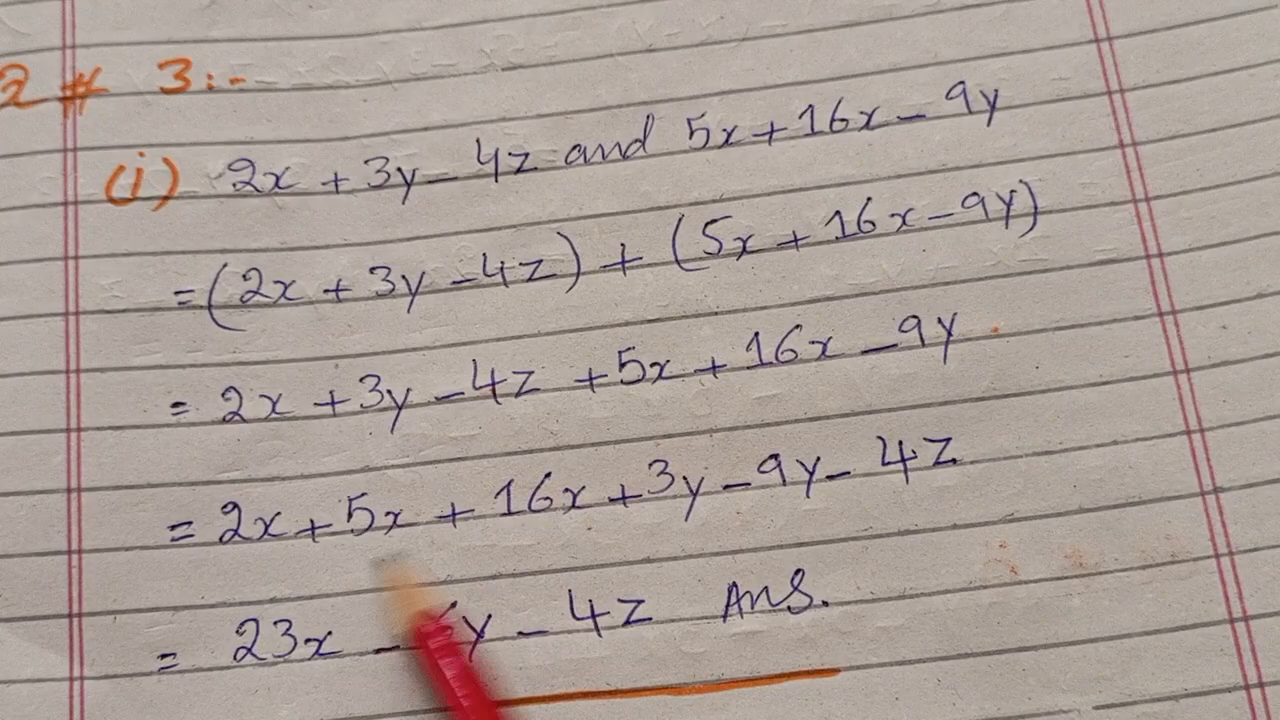 2 # 3:-
(i) 2x + 3y - 4z and 5x + 16x - 9y
= (2x + 3y - 4z) + (5x + 16x - 9y)
= 2x + 3y - 4z + 5x + 16x - 9y
= 2x + 5x + 16x + 3y - 9y - 4z
= 23x - y - 4z Ans.